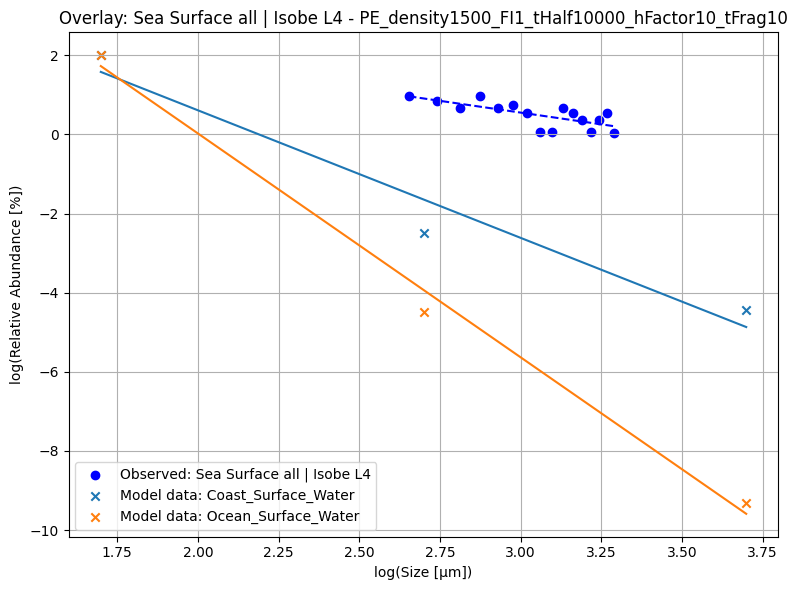 Overlay: Sea Surface all | Isobe L4 - PE_density1500_FI1_tHalf10000_hFactor10_tFrag10
log(Relative Abundance [%])
2
0
−2
−4
−6
−8
−10
Observed: Sea Surface all | Isobe L4
Model data: Coast_Surface_Water
Model data: Ocean_Surface_Water
1.75 2.00 2.25 2.50 2.75 3.00 3.25 3.50 3.75
log(Size [μm])